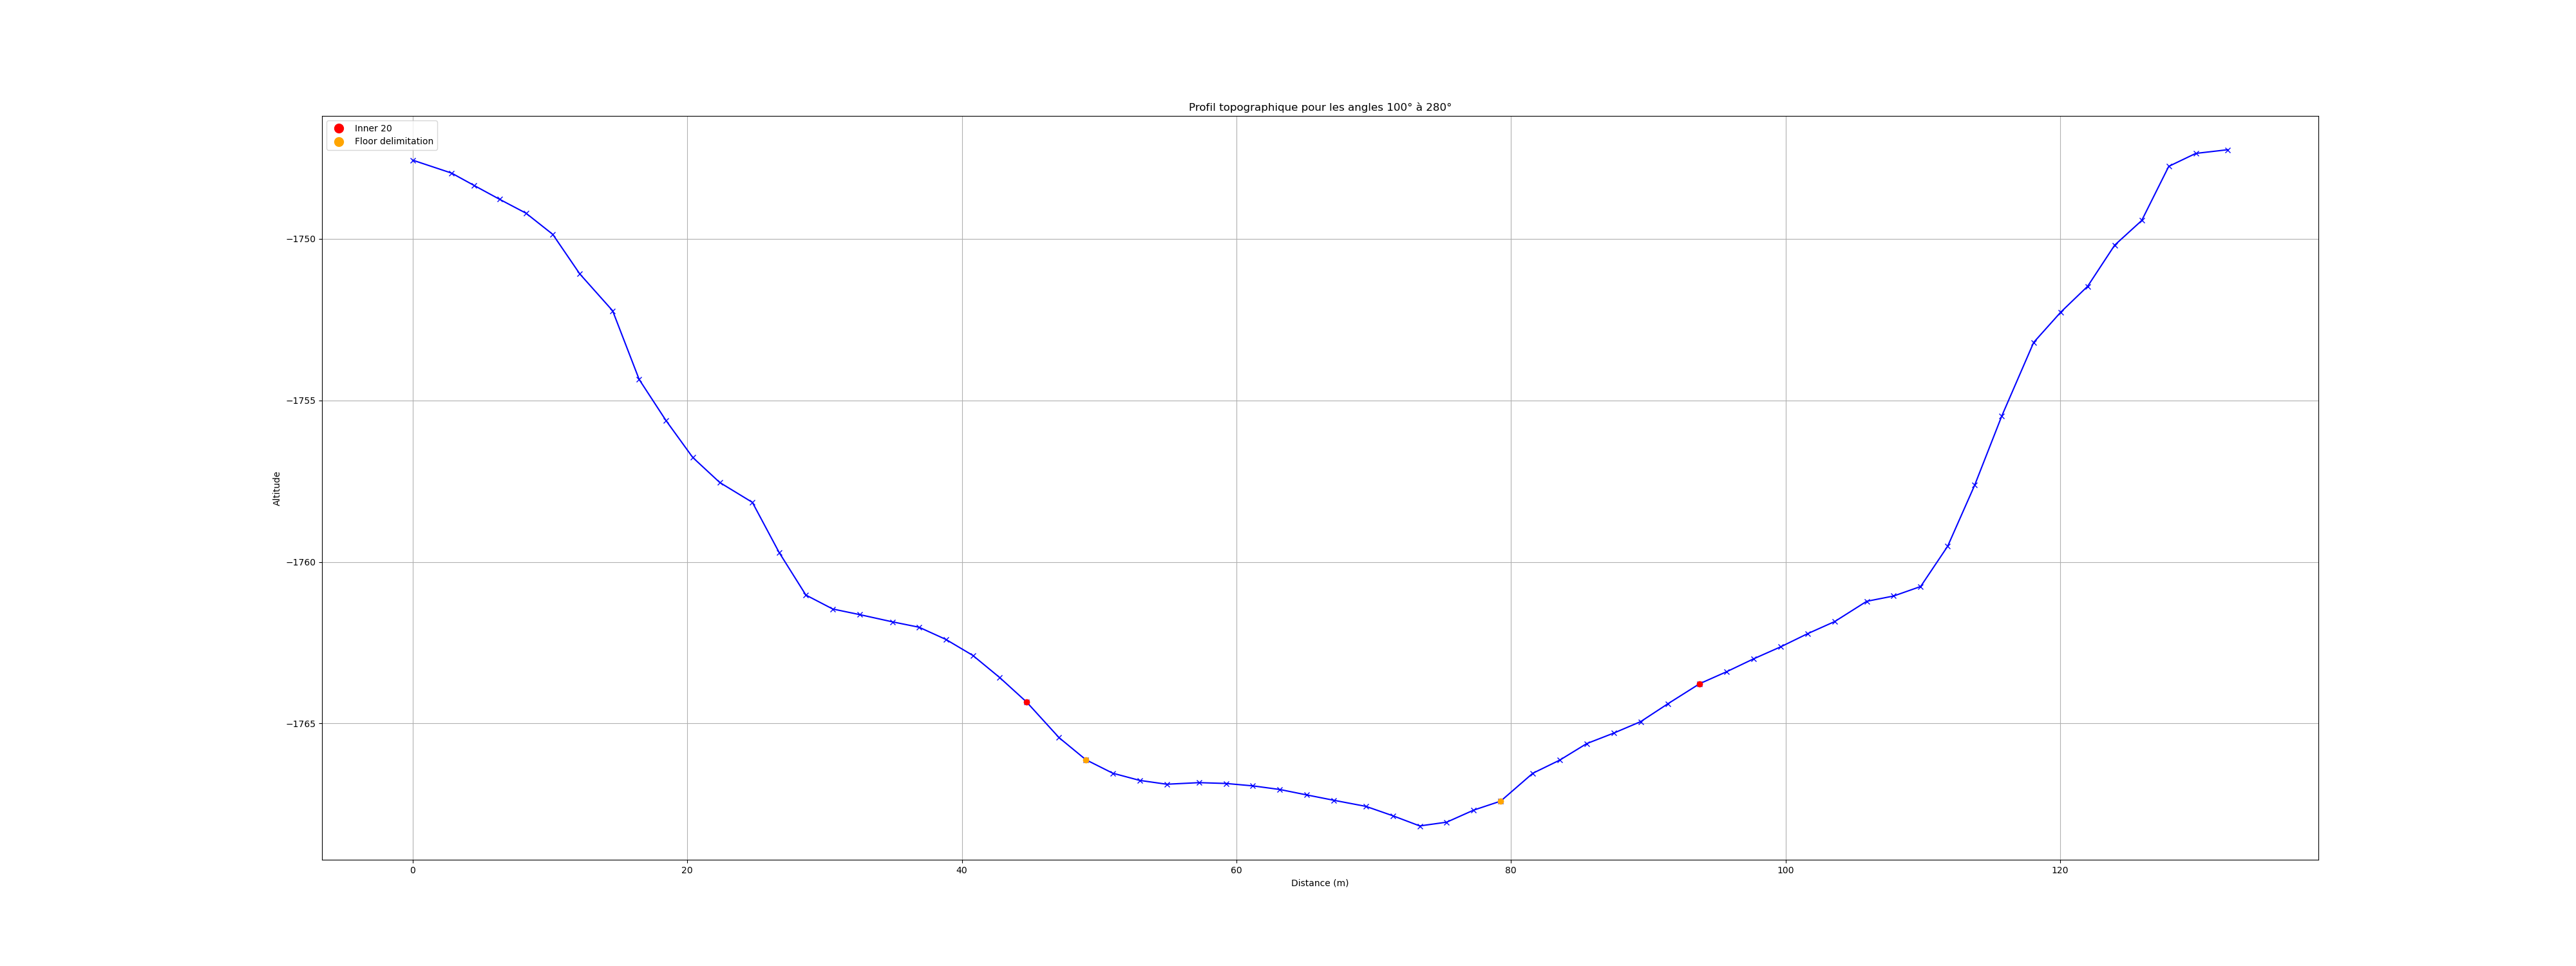 Profil topographique pour les angles 100° à 280°
Inner 20
Floor delimitation
Altitude
−1750
−1755
−1760
−1765
0 20 40 60 80 100 120
Distance (m)